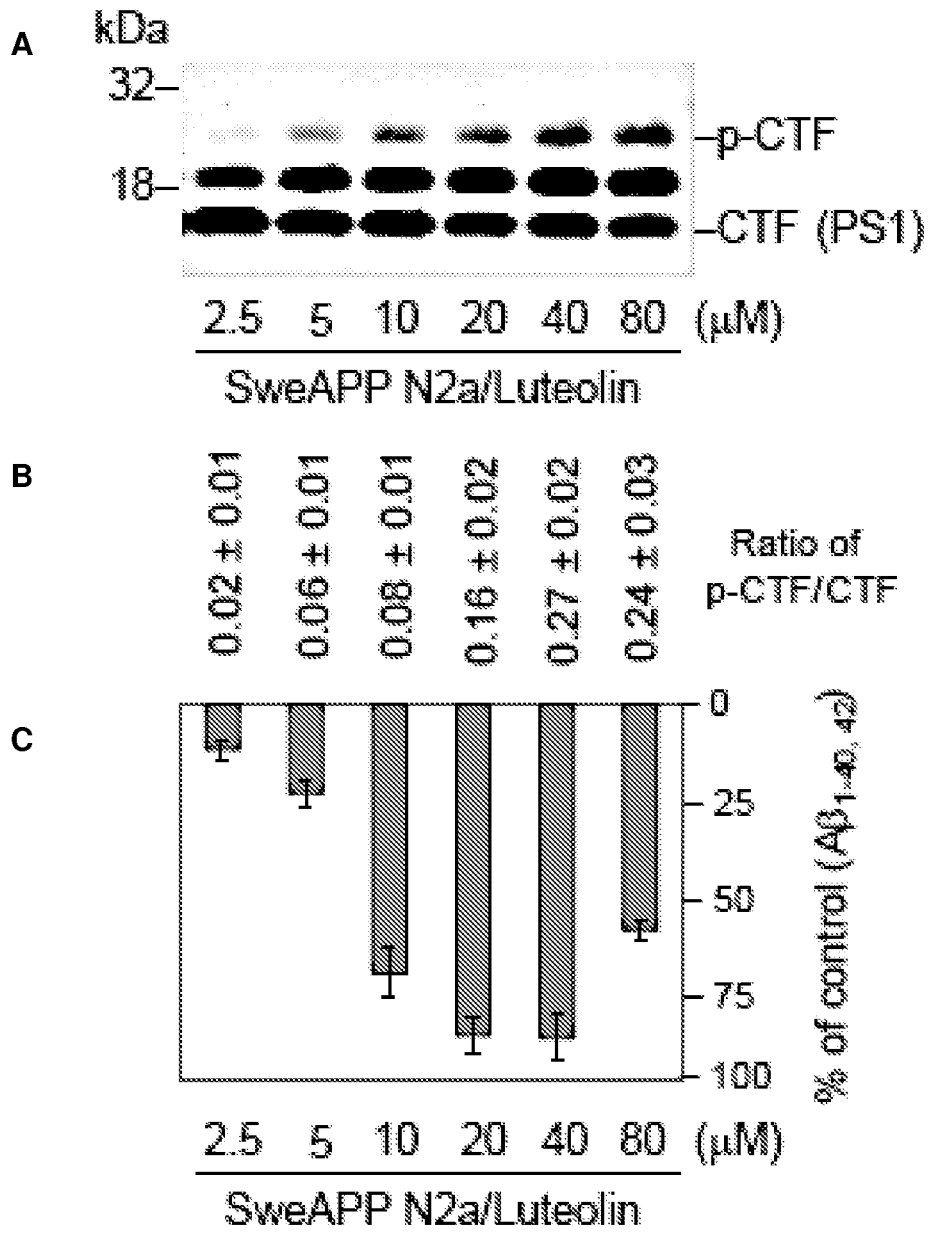 A
kDa
32
p-CTF
18
CTF (PS1)
2.5 5 10 20 40 80 (μM)
SweAPP N2a/Luteolin
B
0.02 ± 0.01
0.06 ± 0.01
0.08 ± 0.01
0.16 ± 0.02
0.27 ± 0.02
0.24 ± 0.03
Ratio of
p-CTF/CTF
C
0
25
50
75
100
% of control (Aβ1-40, 42)
2.5 5 10 20 40 80 (μM)
SweAPP N2a/Luteolin